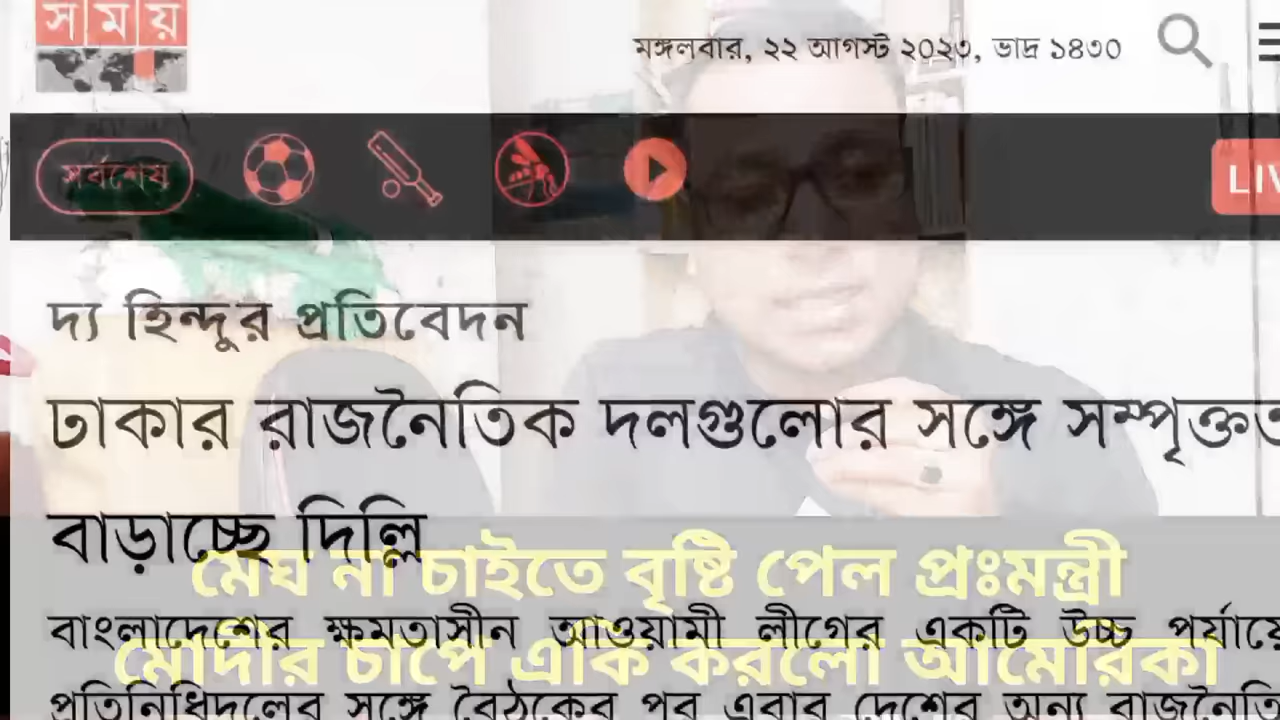 সময়
মঙ্গলবার, ২২ আগস্ট ২০২৩, ভাদ্র ১৪৩০
সর্বশেষ
LIV
দ্য হিন্দুর প্রতিবেদন
ঢাকার রাজনৈতিক দলগুলোর সঙ্গে সম্পৃক্ত
বাড়াচ্ছে দিল্লি
মেঘ না চাইতে বৃষ্টি পেল প্রঃমন্ত্রী
বাংলাদেশের ক্ষমতাসীন আওয়ামী লীগের একটি উচ্চ পর্যায়ে
মোদীর চাপে একি করলো আমেরিকা
প্রতিনিধিদলের সঙ্গে বৈঠকের পর এবার দেশের অন্য রাজনৈতি